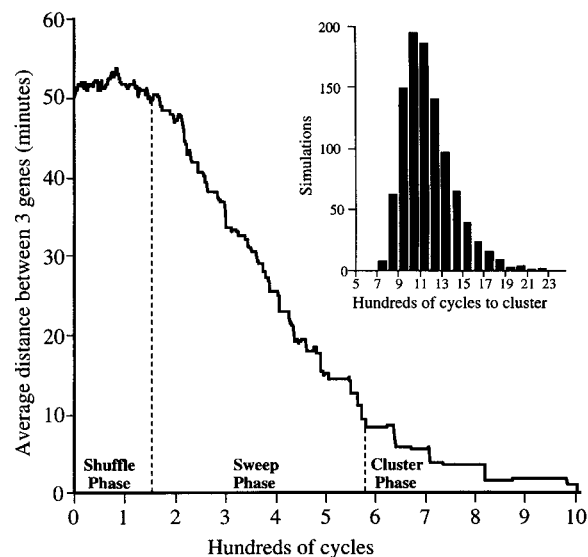 Average distance between 3 genes (minutes)
60
50
40
30
20
10
0
Shuffle
Phase
Sweep
Phase
Cluster
Phase
0 1 2 3 4 5 6 7 8 9 10
Hundreds of cycles
Simulations
200
150
100
50
0
5 7 9 11 13 15 17 19 21 23
Hundreds of cycles to cluster